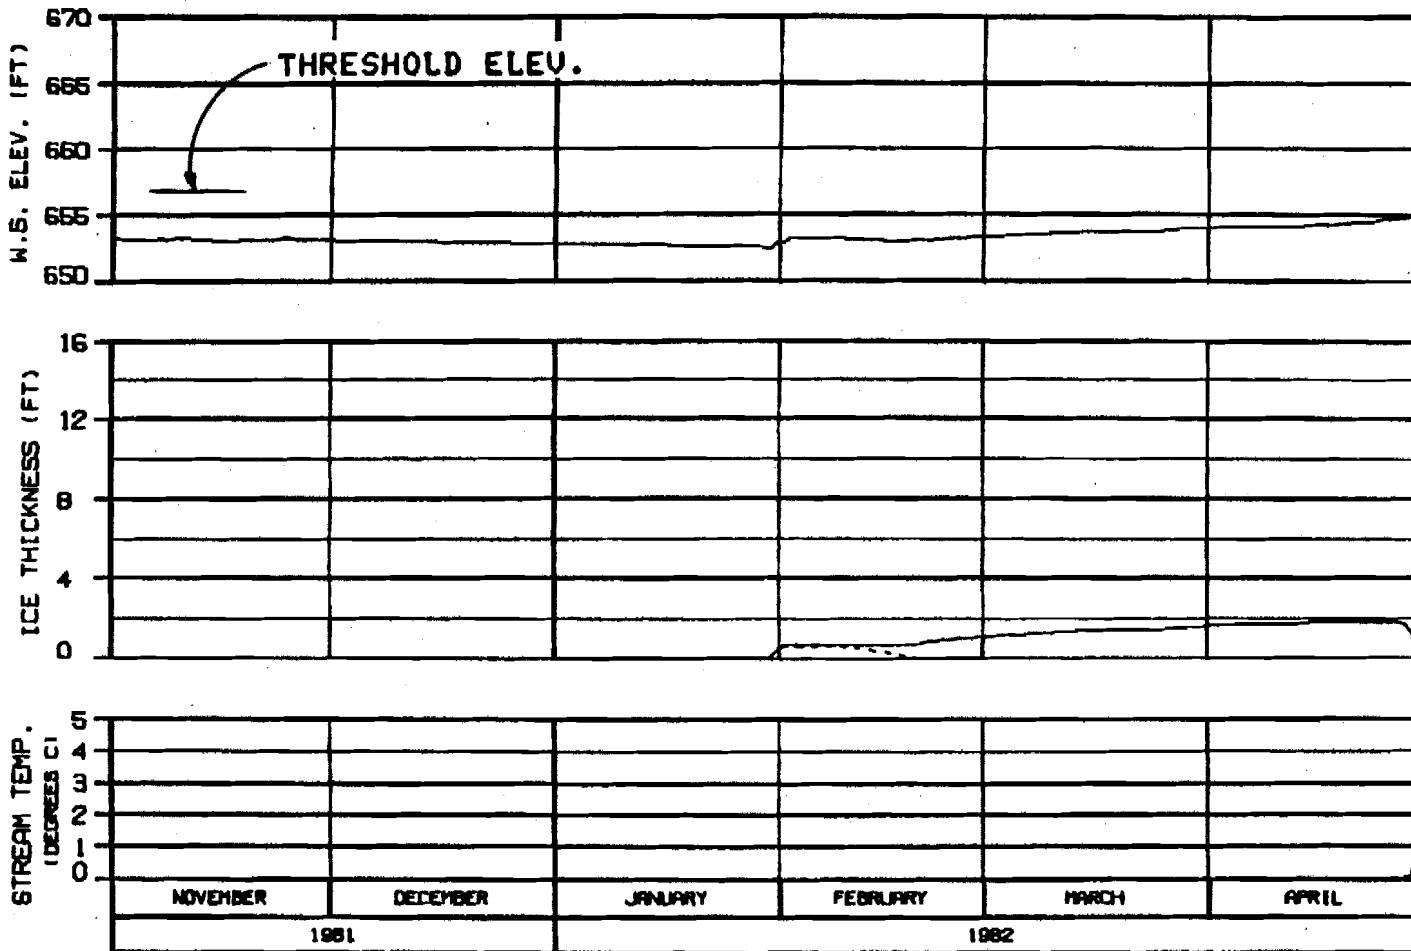 670
THRESHOLD ELEV.
665
660
655
650
W.S. ELEV. (FT)
16
12
8
4
0
ICE THICKNESS (FT)
5
4
3
2
1
0
STREAM TEMP.
(DEGREES C)
NOVEMBER DECEMBER JANUARY FEBRUARY MARCH APRIL
1981 1982